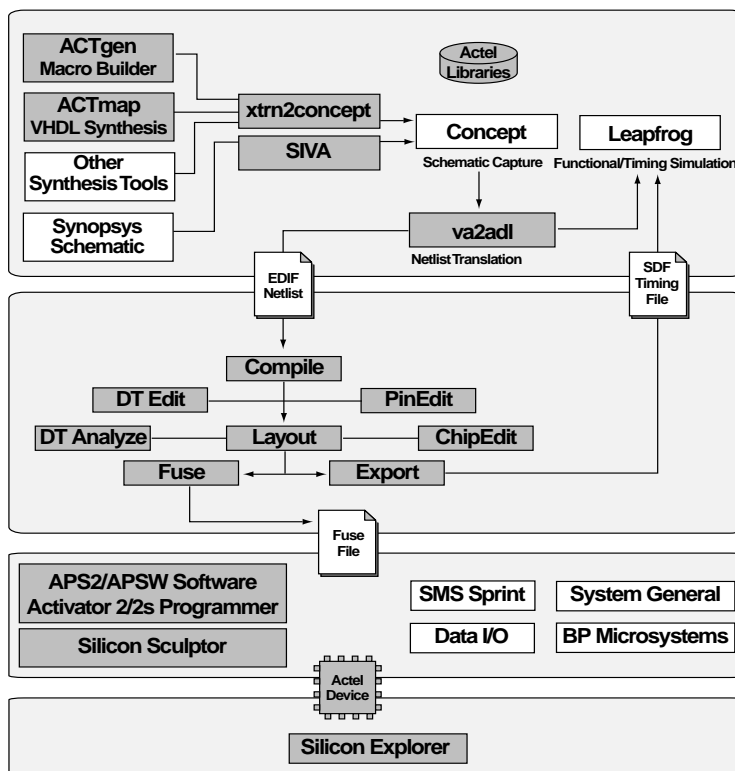 ACTgen
Macro Builder
Actel
Libraries
ACTmap
VHDL Synthesis
xtrn2concept
Concept
Leapfrog
Other
Synthesis Tools
SIVA
Schematic Capture
Functional/Timing Simulation
Synopsys
Schematic
va2adl
Netlist Translation
EDIF
Netlist
SDF
Timing
File
Compile
DT Edit
PinEdit
DT Analyze
Layout
ChipEdit
Fuse
Export
Fuse
File
APS2/APSW Software
Activator 2/2s Programmer
SMS Sprint
System General
Silicon Sculptor
Data I/O
BP Microsystems
Actel
Device
Silicon Explorer